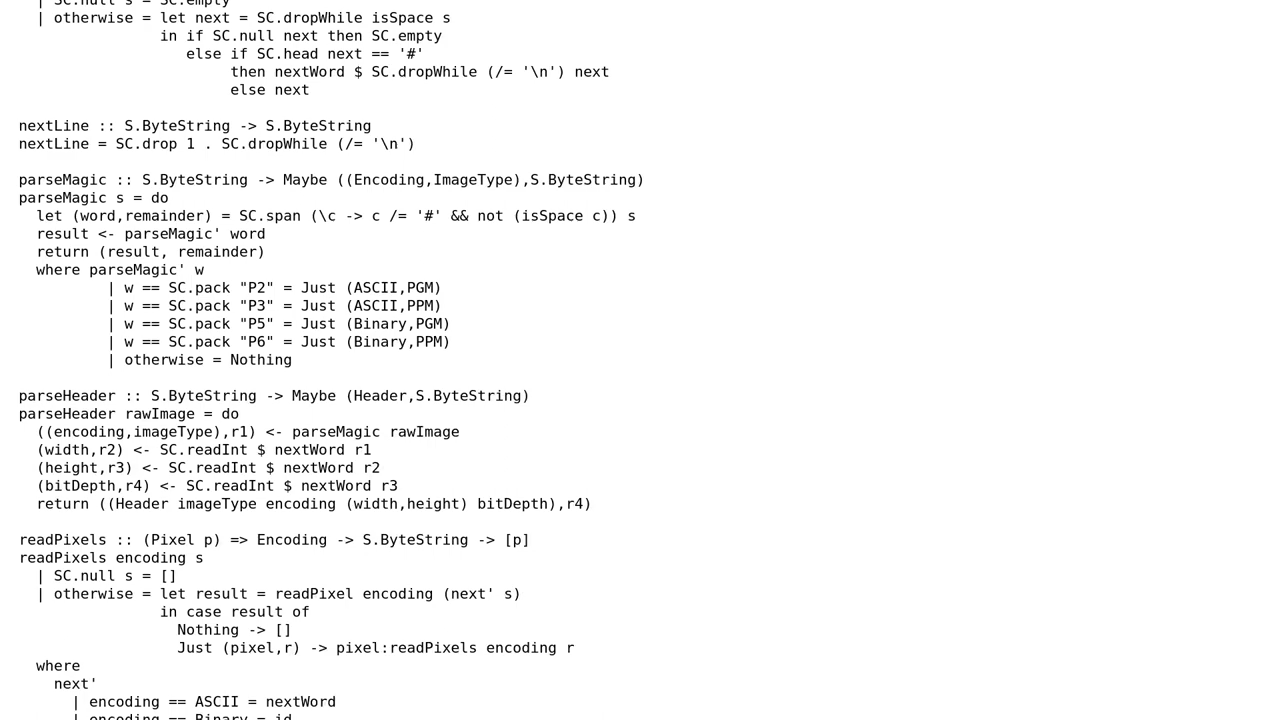 | SC.null s = SC.empty
| otherwise = let next = SC.dropWhile isSpace s
in if SC.null next then SC.empty
else if SC.head next == '#'
then nextWord $ SC.dropWhile (/= '\n') next
else next
nextLine :: S.ByteString -> S.ByteString
nextLine = SC.drop 1 . SC.dropWhile (/= '\n')
parseMagic :: S.ByteString -> Maybe ((Encoding,ImageType),S.ByteString)
parseMagic s = do
let (word,remainder) = SC.span (\c -> c /= '#' && not (isSpace c)) s
result <- parseMagic' word
return (result, remainder)
where parseMagic' w
| w == SC.pack "P2" = Just (ASCII,PGM)
| w == SC.pack "P3" = Just (ASCII,PPM)
| w == SC.pack "P5" = Just (Binary,PGM)
| w == SC.pack "P6" = Just (Binary,PPM)
| otherwise = Nothing
parseHeader :: S.ByteString -> Maybe (Header,S.ByteString)
parseHeader rawImage = do
((encoding,imageType),r1) <- parseMagic rawImage
(width,r2) <- SC.readInt $ nextWord r1
(height,r3) <- SC.readInt $ nextWord r2
(bitDepth,r4) <- SC.readInt $ nextWord r3
return ((Header imageType encoding (width,height) bitDepth),r4)
readPixels :: (Pixel p) => Encoding -> S.ByteString -> [p]
readPixels encoding s
| SC.null s = []
| otherwise = let result = readPixel encoding (next' s)
in case result of
Nothing -> []
Just (pixel,r) -> pixel:readPixels encoding r
where
next'
| encoding == ASCII = nextWord
| encoding == Binary = id